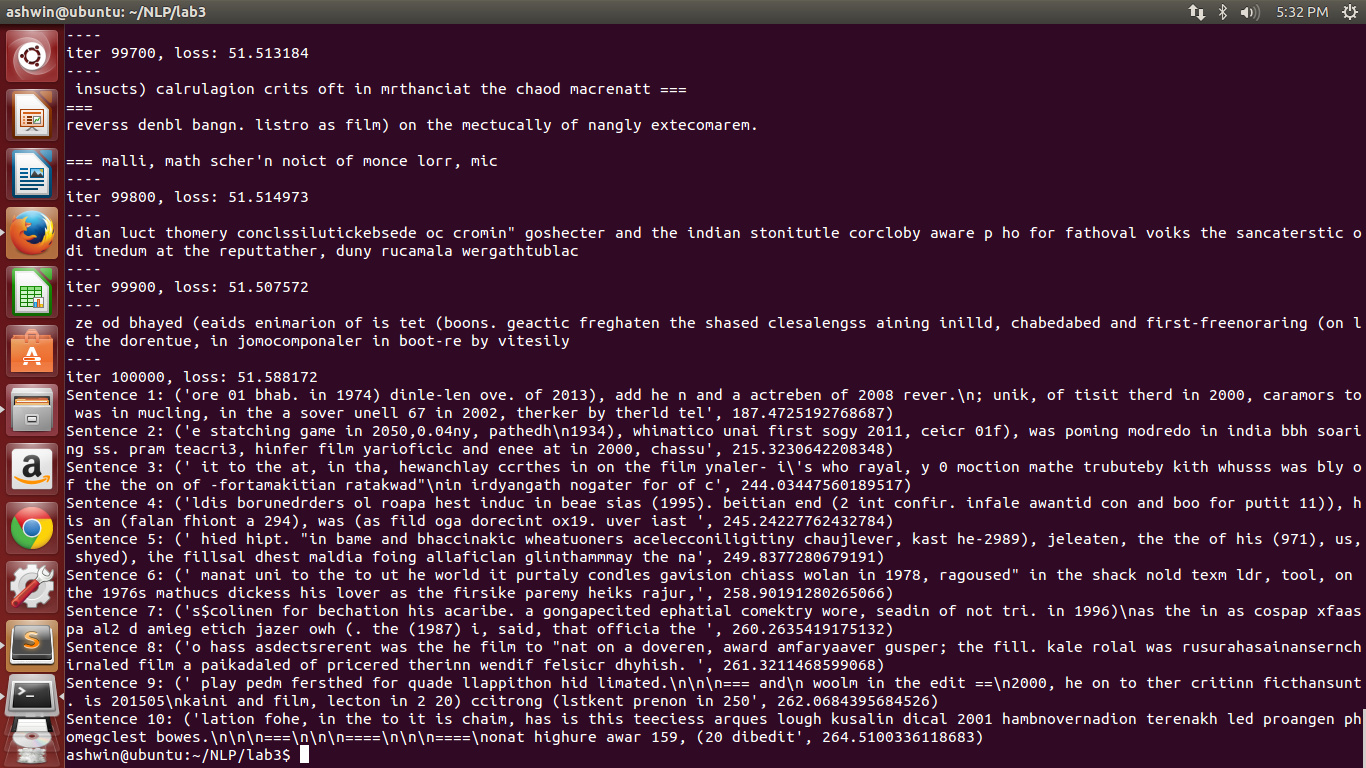 ashwin@ubuntu: ~/NLP/lab3
5:32 PM
----
iter 99700, loss: 51.513184
----
insucts) calrulagion crits oft in mrthanciat the chaod macrenatt ===
===
reverss denbl bangn. listro as film) on the mectucally of nangly extecomarem.
=== malli, math scher'n noict of monce lorr, mic
----
iter 99800, loss: 51.514973
----
dian luct thomery conclssilutickebsede oc cromin" goshecter and the indian stonitutle corcloby aware p ho for fathoval voiks the sancaterstic o
di tnedum at the reputtather, duny rucamala wergathtublac
----
iter 99900, loss: 51.507572
----
ze od bhayed (eaids enimarion of is tet (boons. geactic freghaten the shased clesalengss aining inilld, chabedabed and first-freenoraring (on l
e the dorentue, in jomocomponaler in boot-re by vitesily
----
iter 100000, loss: 51.588172
Sentence 1: ('ore 01 bhab. in 1974) dinle-len ove. of 2013), add he n and a actreben of 2008 rever.\n; unik, of tisit therd in 2000, caramors to
was in mucling, in the a sover unell 67 in 2002, therker by therld tel', 187.4725192768687)
Sentence 2: ('e statching game in 2050,0.04ny, pathedh\n1934), whimatico unai first sogy 2011, ceicr 01f), was poming modredo in india bbh soari
ng ss. pram teacri3, hinfer film yarioficic and enee at in 2000, chassu', 215.3230642208348)
Sentence 3: (' it to the at, in tha, hewanchlay ccrthes in on the film ynaler- i\'s who rayal, y 0 moction mathe trubuteby kith whusss was bly o
f the the on of -fortamakitian ratakwad"\nin irdyangath nogater for of c', 244.03447560189517)
Sentence 4: ('ldis borunedrders ol roapa hest induc in beae sias (1995). beitian end (2 int confir. infale awantid con and boo for putit 11)), h
is an (falan fhiont a 294), was (as fild oga dorecint ox19. uver iast ', 245.24227762432784)
Sentence 5: (' hied hipt. "in bame and bhaccinakic wheatuoners acelecconiligitiny chaujlever, kast he-2989), jeleaten, the the of his (971), us,
shyed), ihe fillsal dhest maldia foing allaficlan glinthammmay the na', 249.8377280679191)
Sentence 6: (' manat uni to the to ut he world it purtaly condles gavision chiass wolan in 1978, ragoused" in the shack nold texm ldr, tool, on
the 1976s mathucs dickess his lover as the firsike paremy heiks rajur,', 258.90191280265066)
Sentence 7: ('s$colinen for bechation his acaribe. a gongapecited ephatial comektry wore, seadin of not tri. in 1996)\nas the in as cospap xfaas
pa al2 d amieg etich jazer owh (. the (1987) i, said, that officia the ', 260.2635419175132)
Sentence 8: ('o hass asdectsrerent was the he film to "nat on a doveren, award amfaryaver gusper; the fill. kale rolal was rusurahasainansernch
irnaled film a paikadaled of pricered therinn wendif felsicr dhyhish. ', 261.3211468599068)
Sentence 9: (' play pedm fersthed for quade llappithon hid limated.\n\n\n=== and\n woolm in the edit ==\n2000, he on to ther critinn ficthansunt
. is 201505\nkaini and film, lecton in 2 20) ccitrong (lstkent prenon in 250', 262.0684395684526)
Sentence 10: ('lation fohe, in the to it is chaim, has is this teeciess arques lough kusalin dical 2001 hambnovernadion terenakh led proangen ph
omegclest bowes.\n\n\n===\n\n\n====\n\n\n====\nonat highure awar 159, (20 dibedit', 264.5100336118683)
ashwin@ubuntu:~/NLP/lab3$